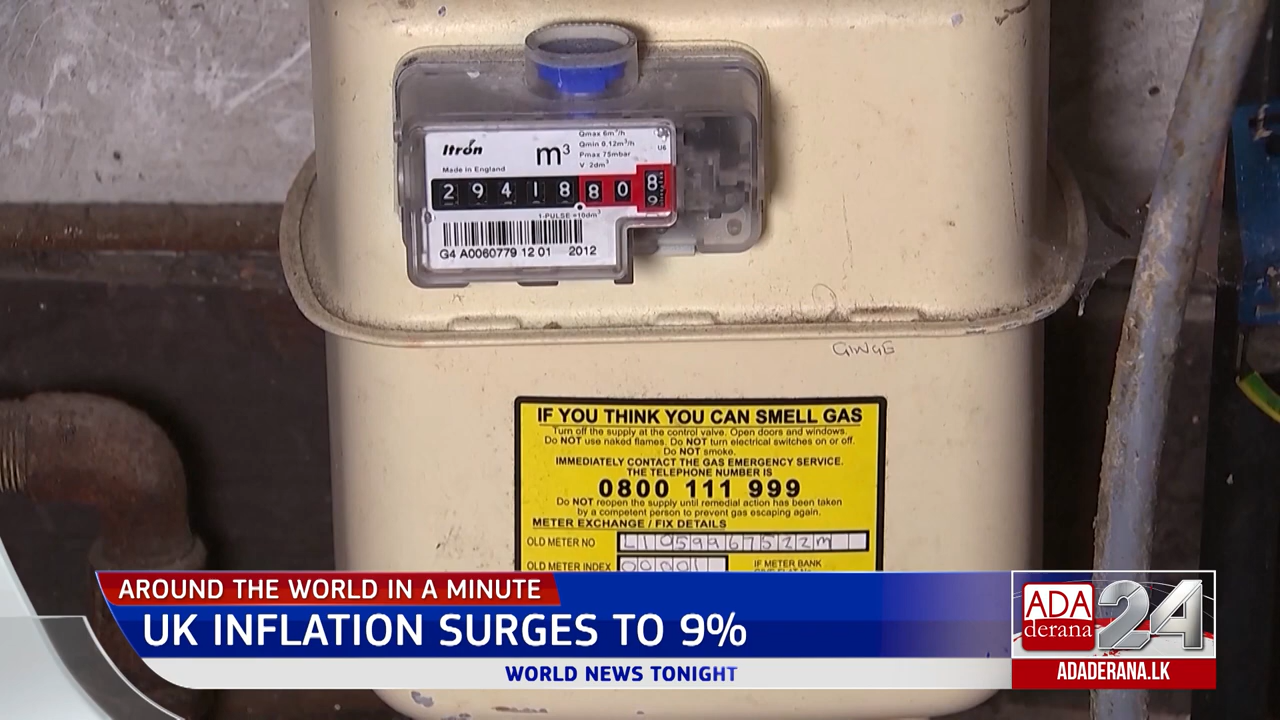 Itrón
Made in England
m³
Qmax 6m³/h
Qmin 0,12m³/h
Pmax 75mbar
V 2dm³
U6
2 9 4 1 8 8 0 8
1-PULSE =10dm³
G4 A0060779 12 01 2012
GINGE
IF YOU THINK YOU CAN SMELL GAS
Turn off the supply at the control valve. Open doors and windows.
Do NOT use naked flames. Do NOT turn electrical switches on or off.
Do NOT smoke.
IMMEDIATELY CONTACT THE GAS EMERGENCY SERVICE.
THE TELEPHONE NUMBER IS
0800 111 999
Do NOT reopen the supply until remedial action has been taken
by a competent person to prevent gas escaping again.
METER EXCHANGE / FIX DETAILS
OLD METER NO
OLD METER INDEX 00001
IF METER BANK
AROUND THE WORLD IN A MINUTE
UK INFLATION SURGES TO 9%
WORLD NEWS TONIGHT
ADA
derana
24
ADADERANA.LK